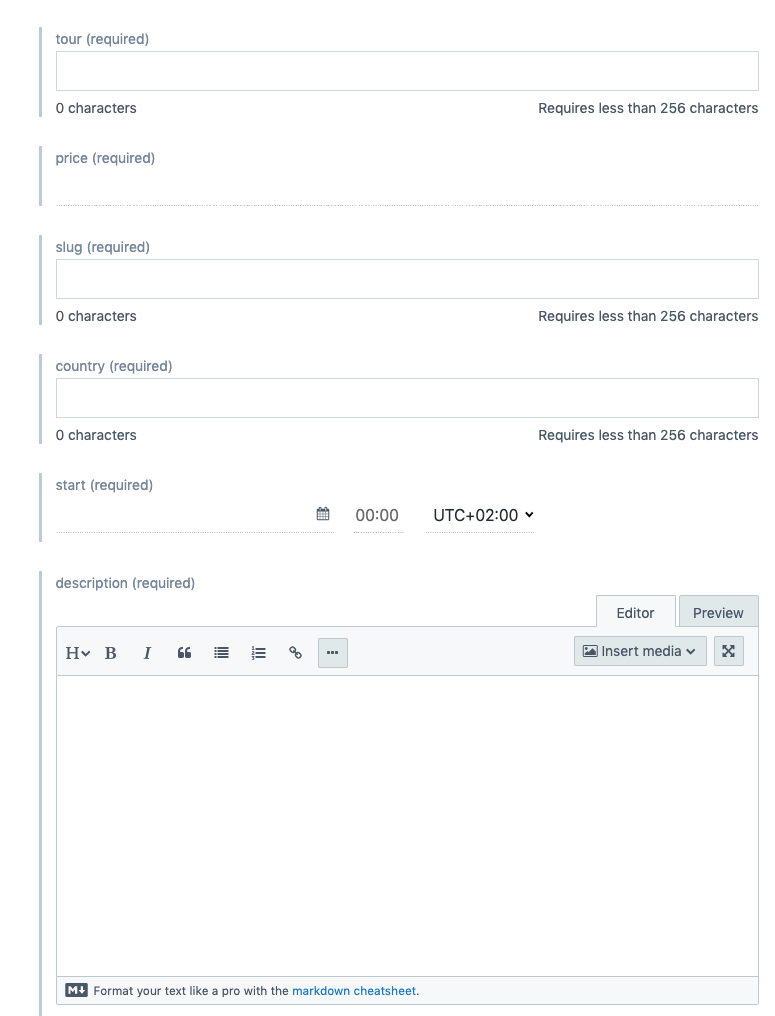 tour (required)
0 characters Requires less than 256 characters
price (required)
slug (required)
0 characters Requires less than 256 characters
country (required)
0 characters Requires less than 256 characters
start (required)
00:00 UTC+02:00
description (required)
Editor Preview
H B I Insert media
M Format your text like a pro with the markdown cheatsheet.